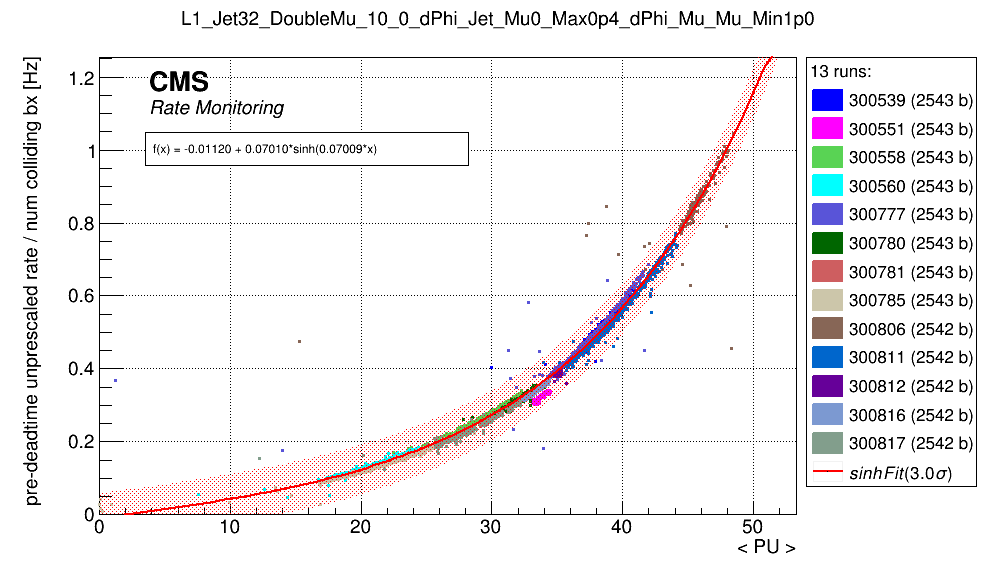 L1_Jet32_DoubleMu_10_0_dPhi_Jet_Mu0_Max0p4_dPhi_Mu_Mu_Min1p0
pre-deadtime unprescaled rate / num colliding bx [Hz]
CMS
Rate Monitoring
f(x) = -0.01120 + 0.07010*sinh(0.07009*x)
1.2
1
0.8
0.6
0.4
0.2
0
0 10 20 30 40 50
< PU >
13 runs:
300539 (2543 b)
300551 (2543 b)
300558 (2543 b)
300560 (2543 b)
300777 (2543 b)
300780 (2543 b)
300781 (2543 b)
300785 (2543 b)
300806 (2542 b)
300811 (2542 b)
300812 (2542 b)
300816 (2542 b)
300817 (2542 b)
sinhFit(3.0σ)